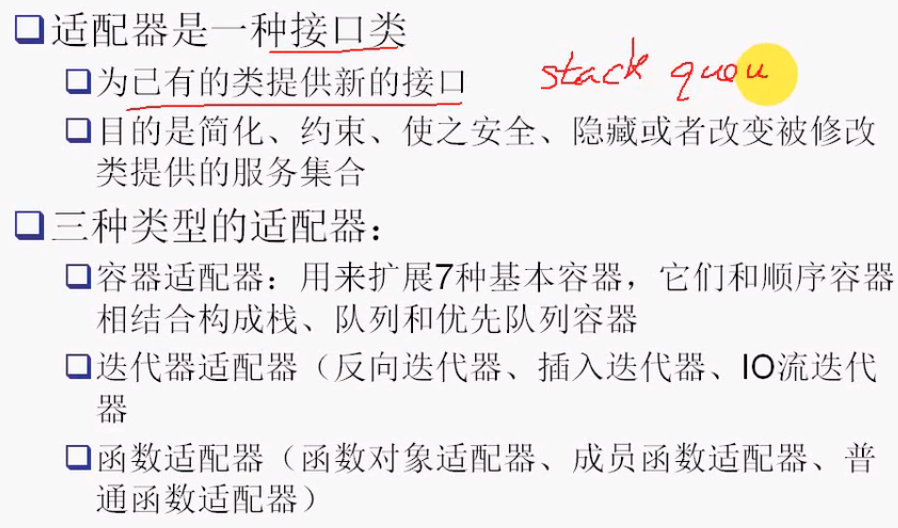 适配器是一种接口类
为已有的类提供新的接口
stack quou
目的是简化、约束、使之安全、隐藏或者改变被修改
类提供的服务集合
三种类型的适配器：
容器适配器：用来扩展7种基本容器，它们和顺序容器
相结合构成栈、队列和优先队列容器
迭代器适配器（反向迭代器、插入迭代器、IO流迭代
器
函数适配器（函数对象适配器、成员函数适配器、普
通函数适配器）